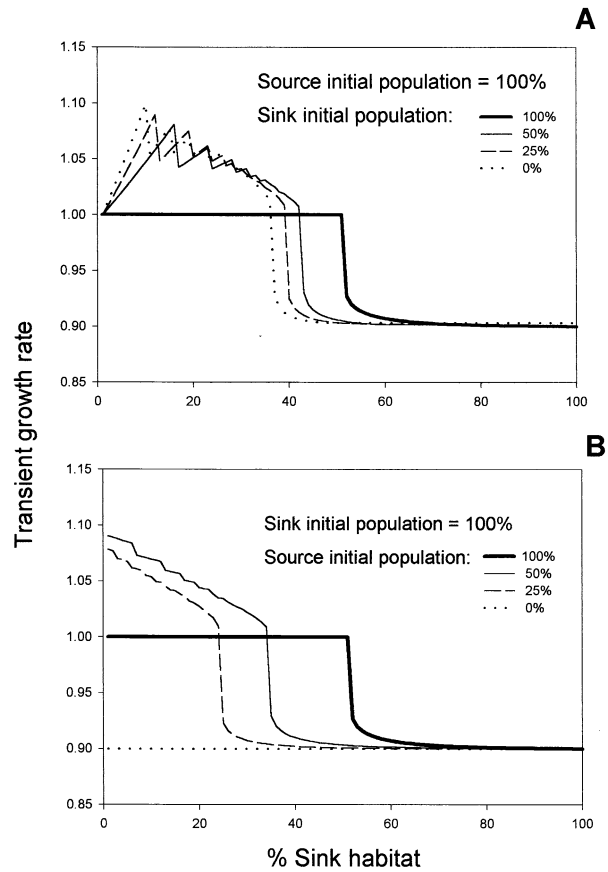 A
1.15
1.10
1.05
1.00
0.95
0.90
0.85
Source initial population = 100%
Sink initial population:
100%
50%
25%
0%
0 20 40 60 80 100
Transient growth rate
B
1.15
1.10
1.05
1.00
0.95
0.90
0.85
Sink initial population = 100%
Source initial population:
100%
50%
25%
0%
0 20 40 60 80 100
% Sink habitat